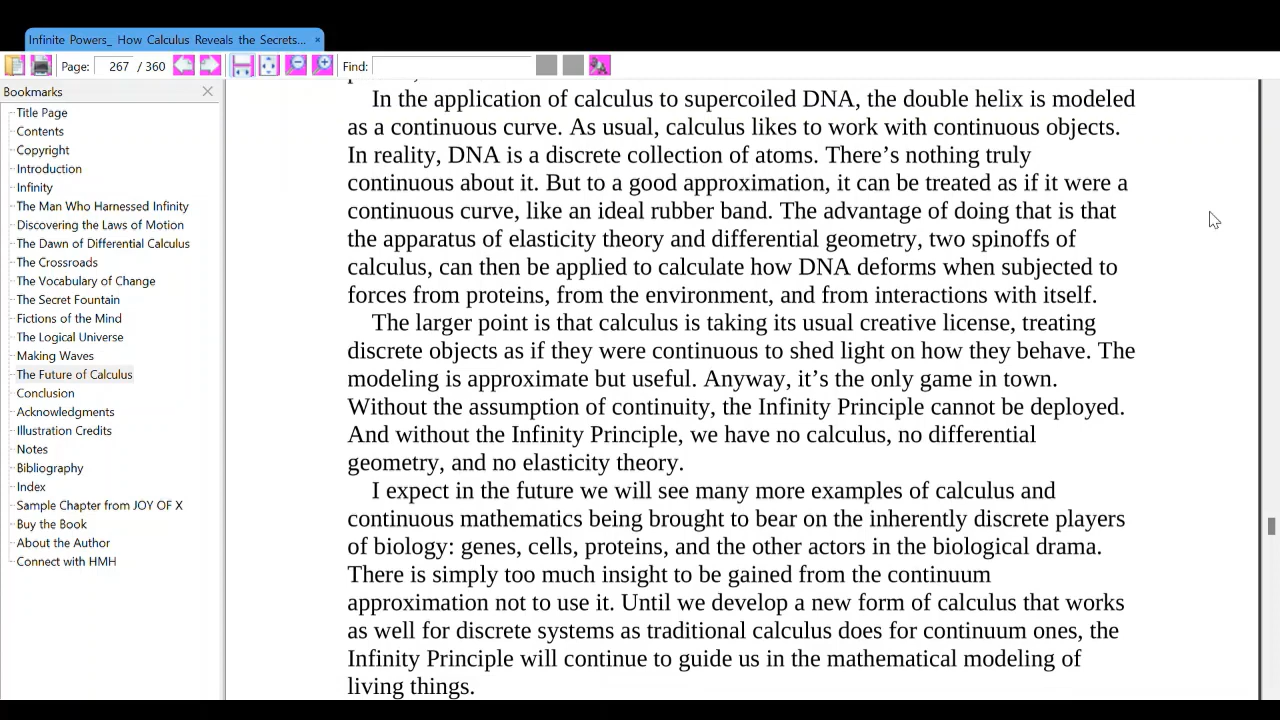 Infinite Powers_ How Calculus Reveals the Secrets... ×
Page: 267 / 360 Find:
Bookmarks
Title Page
Contents
Copyright
Introduction
Infinity
The Man Who Harnessed Infinity
Discovering the Laws of Motion
The Dawn of Differential Calculus
The Crossroads
The Vocabulary of Change
The Secret Fountain
Fictions of the Mind
The Logical Universe
Making Waves
The Future of Calculus
Conclusion
Acknowledgments
Illustration Credits
Notes
Bibliography
Index
Sample Chapter from JOY OF X
Buy the Book
About the Author
Connect with HMH
In the application of calculus to supercoiled DNA, the double helix is modeled
as a continuous curve. As usual, calculus likes to work with continuous objects.
In reality, DNA is a discrete collection of atoms. There’s nothing truly
continuous about it. But to a good approximation, it can be treated as if it were a
continuous curve, like an ideal rubber band. The advantage of doing that is that
the apparatus of elasticity theory and differential geometry, two spinoffs of
calculus, can then be applied to calculate how DNA deforms when subjected to
forces from proteins, from the environment, and from interactions with itself.
The larger point is that calculus is taking its usual creative license, treating
discrete objects as if they were continuous to shed light on how they behave. The
modeling is approximate but useful. Anyway, it’s the only game in town.
Without the assumption of continuity, the Infinity Principle cannot be deployed.
And without the Infinity Principle, we have no calculus, no differential
geometry, and no elasticity theory.
I expect in the future we will see many more examples of calculus and
continuous mathematics being brought to bear on the inherently discrete players
of biology: genes, cells, proteins, and the other actors in the biological drama.
There is simply too much insight to be gained from the continuum
approximation not to use it. Until we develop a new form of calculus that works
as well for discrete systems as traditional calculus does for continuum ones, the
Infinity Principle will continue to guide us in the mathematical modeling of
living things.